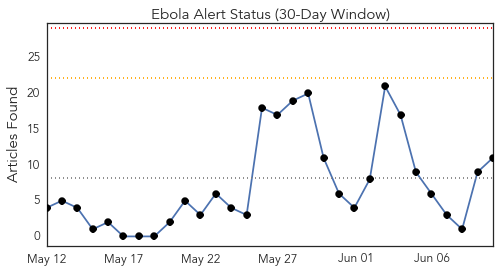 Ebola Alert Status (30-Day Window)
Articles Found
25
20
15
10
5
0
May 12
May 17
May 22
May 27
Jun 01
Jun 06